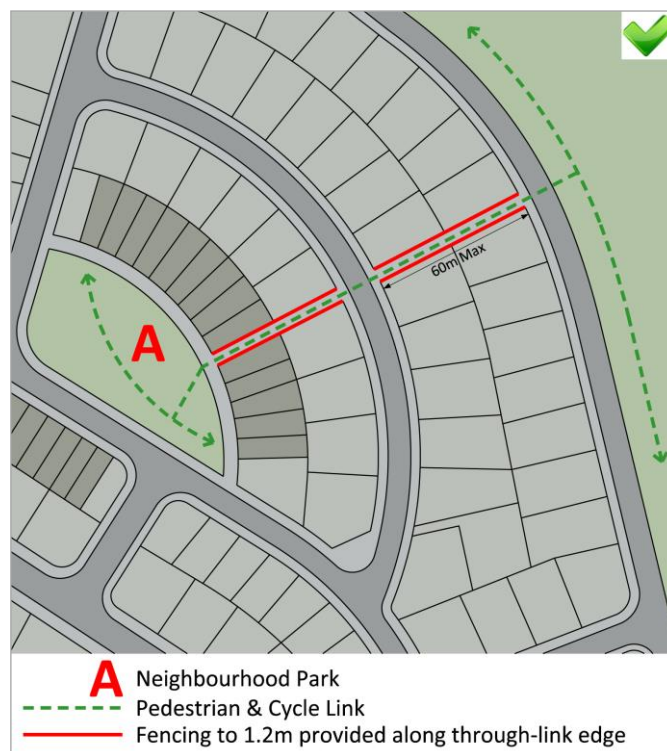 60m Max
A
A Neighbourhood Park
Pedestrian & Cycle Link
Fencing to 1.2m provided along through-link edge